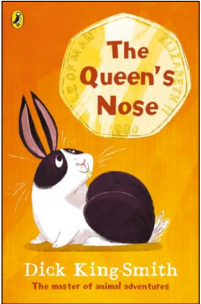 The
Queen's
Nose
Dick King-Smith
The master of animal adventures